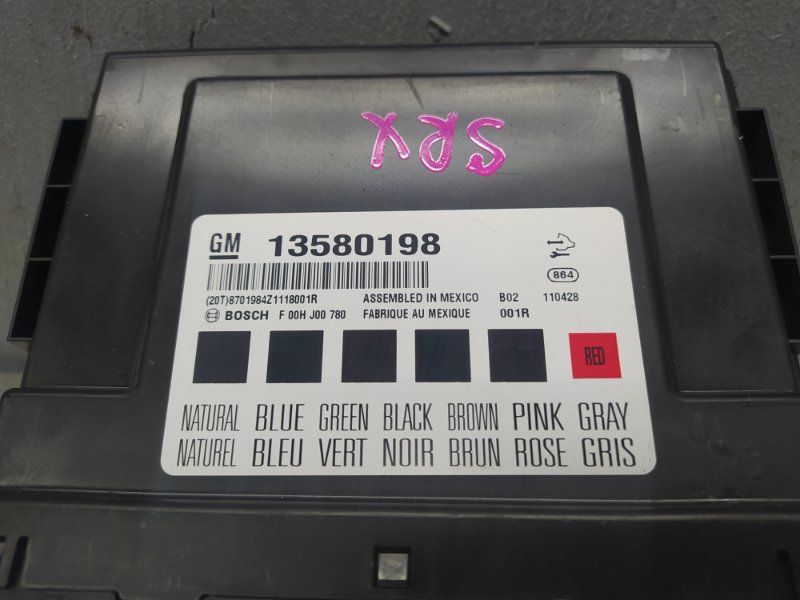 SRX
GM 13580198
864
(20T)8701984Z1118001R ASSEMBLED IN MEXICO B02 110428
BOSCH F 00H J00 780 FABRIQUE AU MEXIQUE 001R
RED
NATURAL BLUE GREEN BLACK BROWN PINK GRAY
NATUREL BLEU VERT NOIR BRUN ROSE GRIS